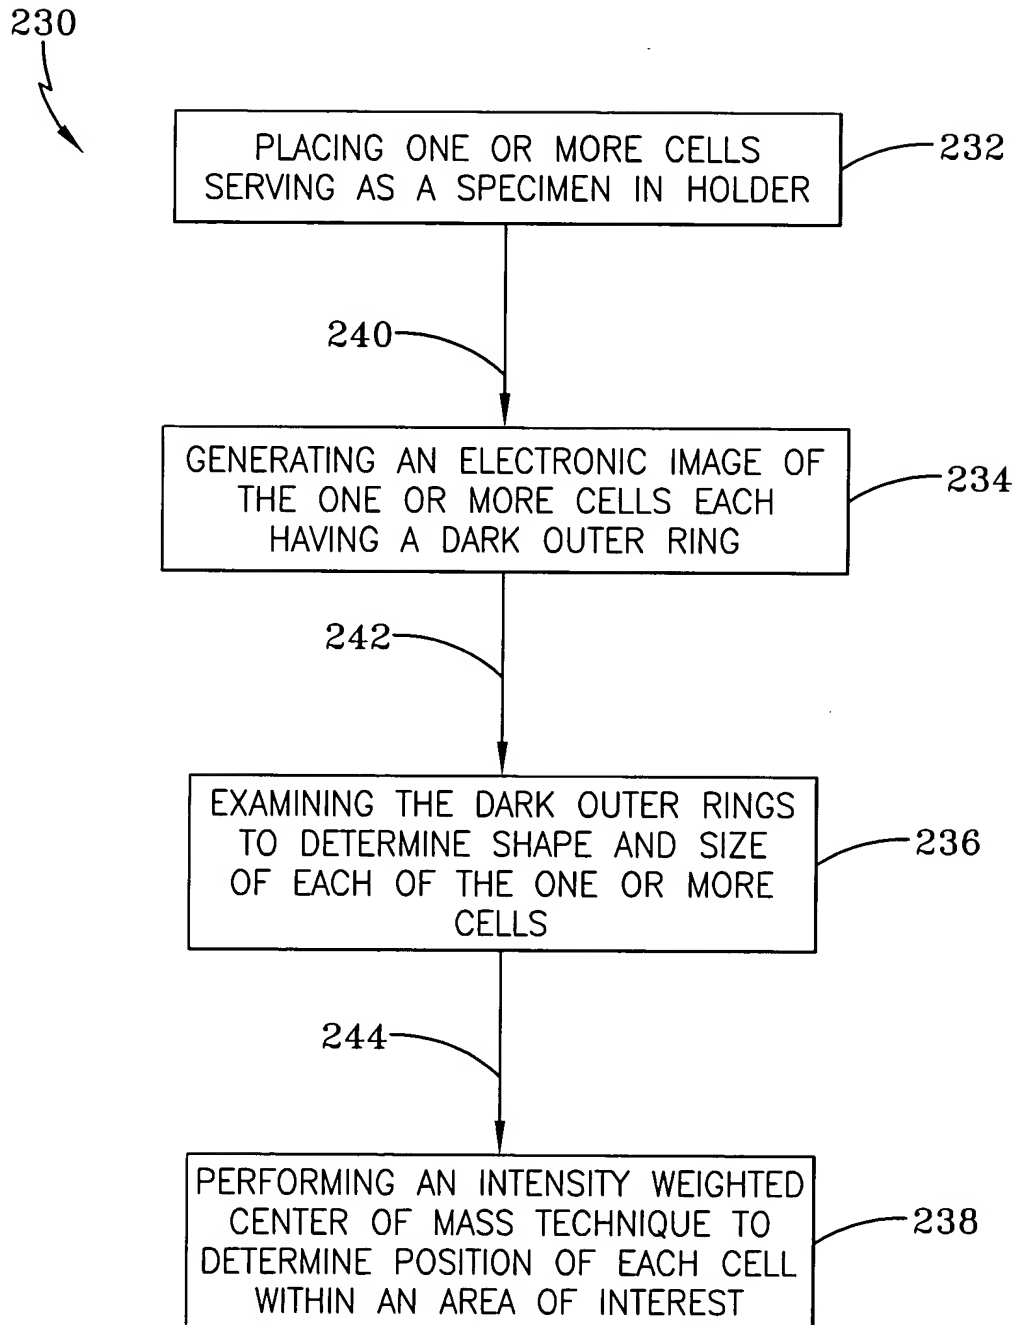 230
PLACING ONE OR MORE CELLS
SERVING AS A SPECIMEN IN HOLDER
232
240
GENERATING AN ELECTRONIC IMAGE OF
THE ONE OR MORE CELLS EACH
HAVING A DARK OUTER RING
234
242
EXAMINING THE DARK OUTER RINGS
TO DETERMINE SHAPE AND SIZE
OF EACH OF THE ONE OR MORE
CELLS
236
244
PERFORMING AN INTENSITY WEIGHTED
CENTER OF MASS TECHNIQUE TO
DETERMINE POSITION OF EACH CELL
WITHIN AN AREA OF INTEREST
238